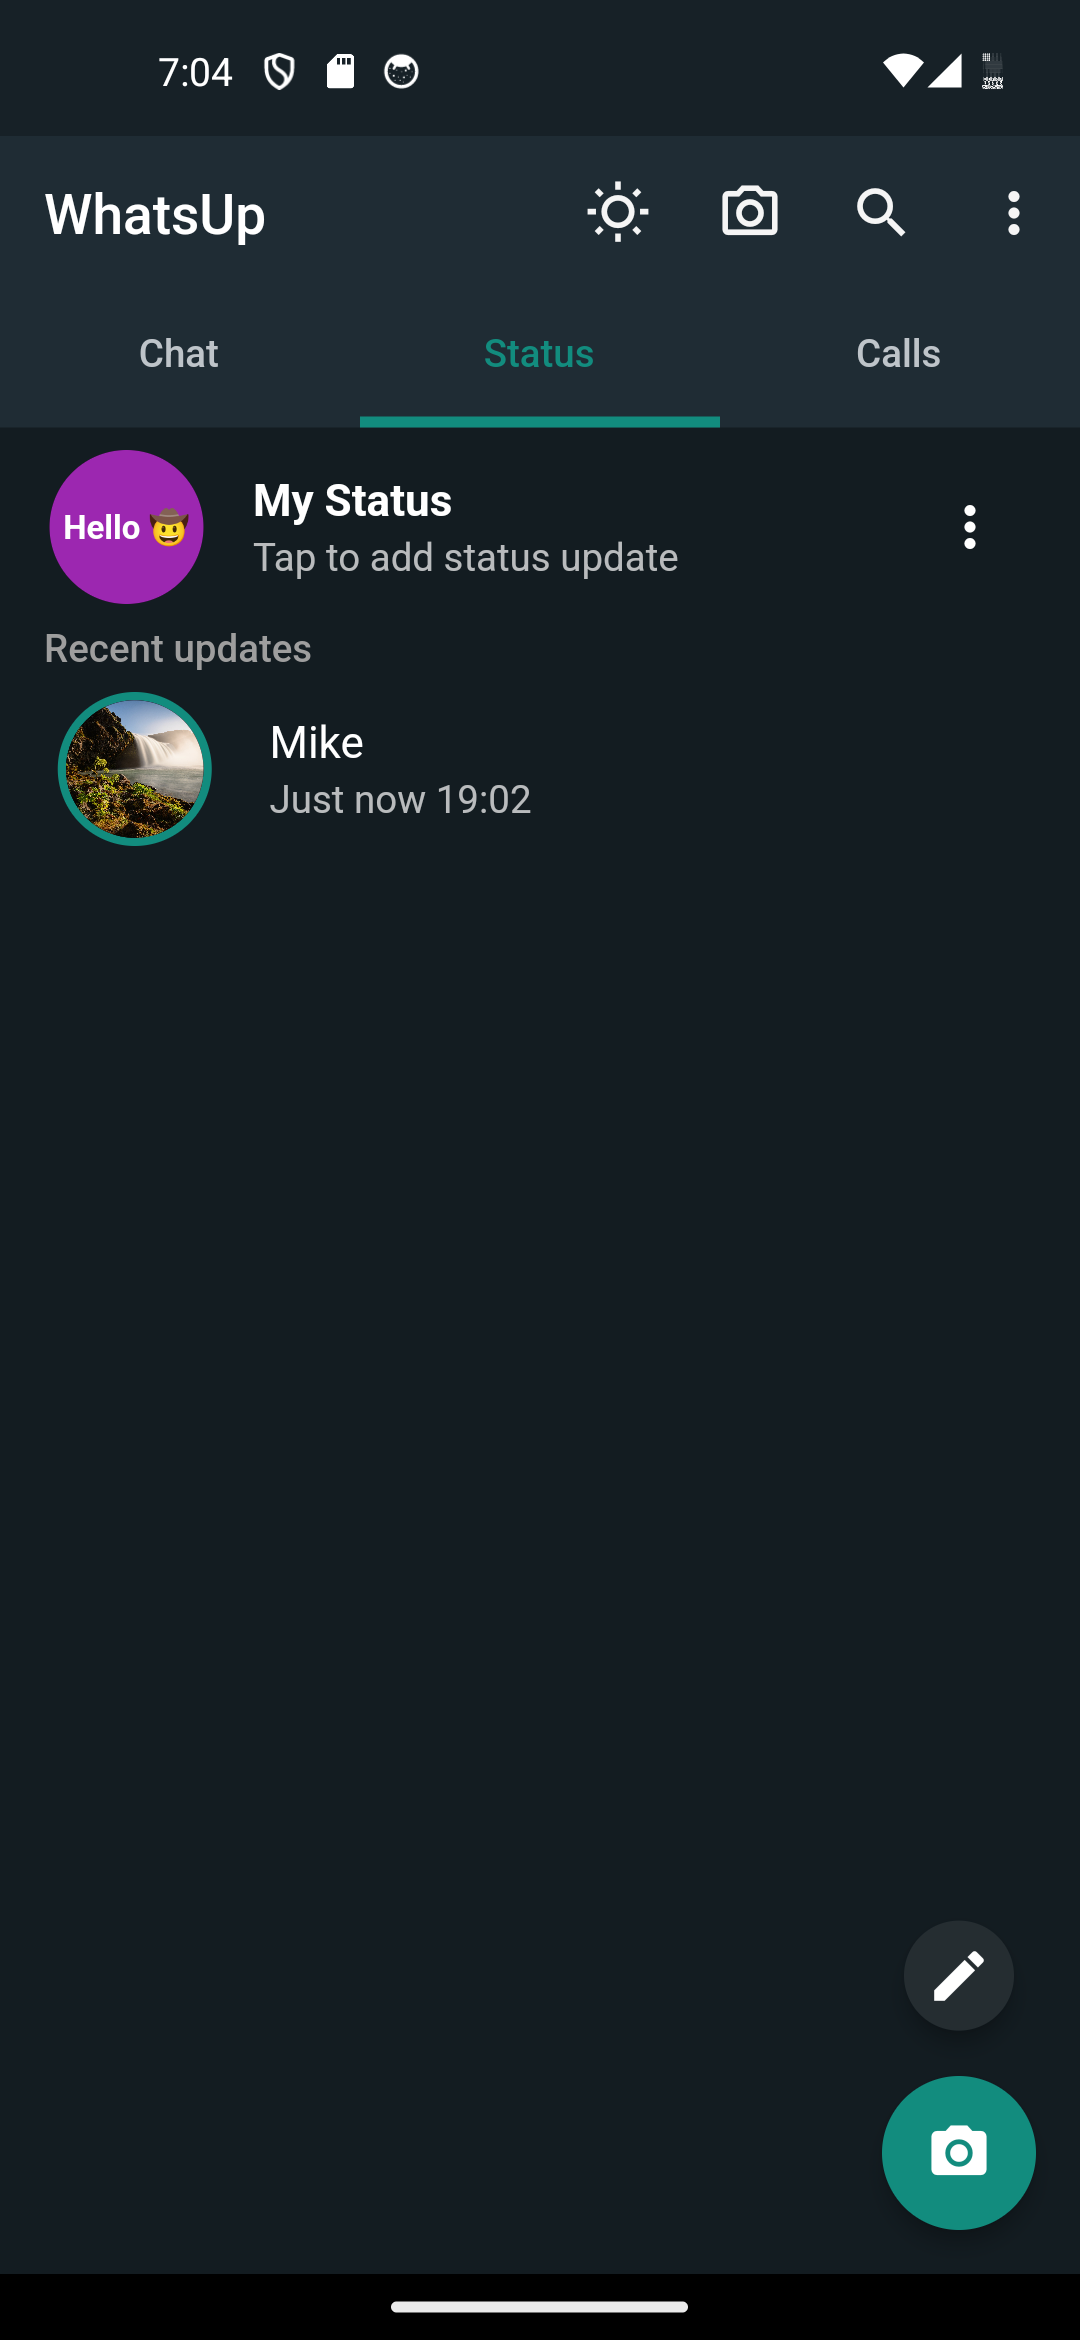 7:04
WhatsUp
Chat Status Calls
Hello 🤠
My Status
Tap to add status update
Recent updates
Mike
Just now 19:02